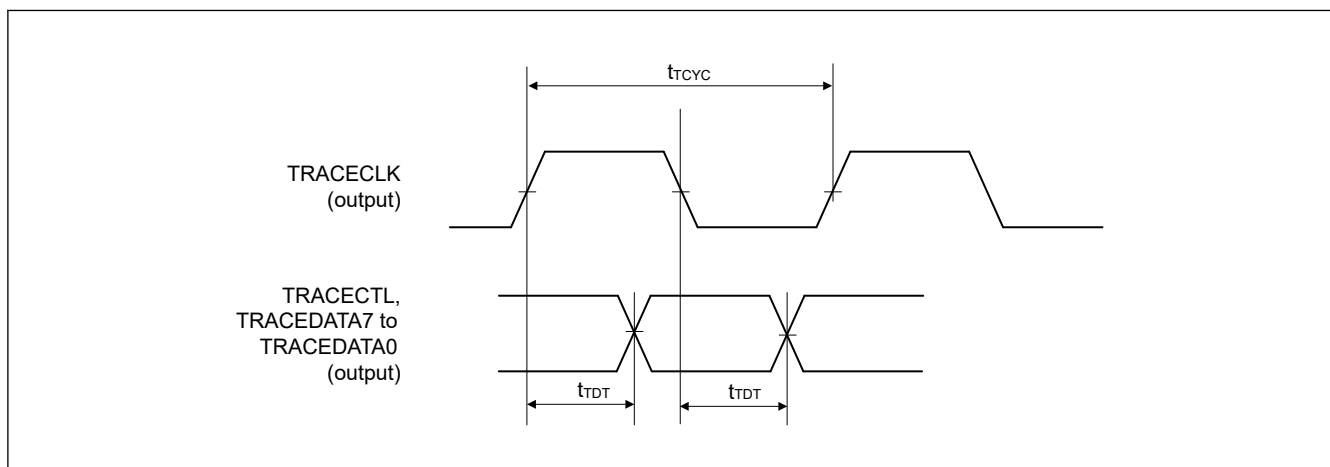 tTCYC
TRACECLK
(output)
TRACECTL,
TRACEDATA7 to
TRACEDATA0
(output)
tTDT
tTDT